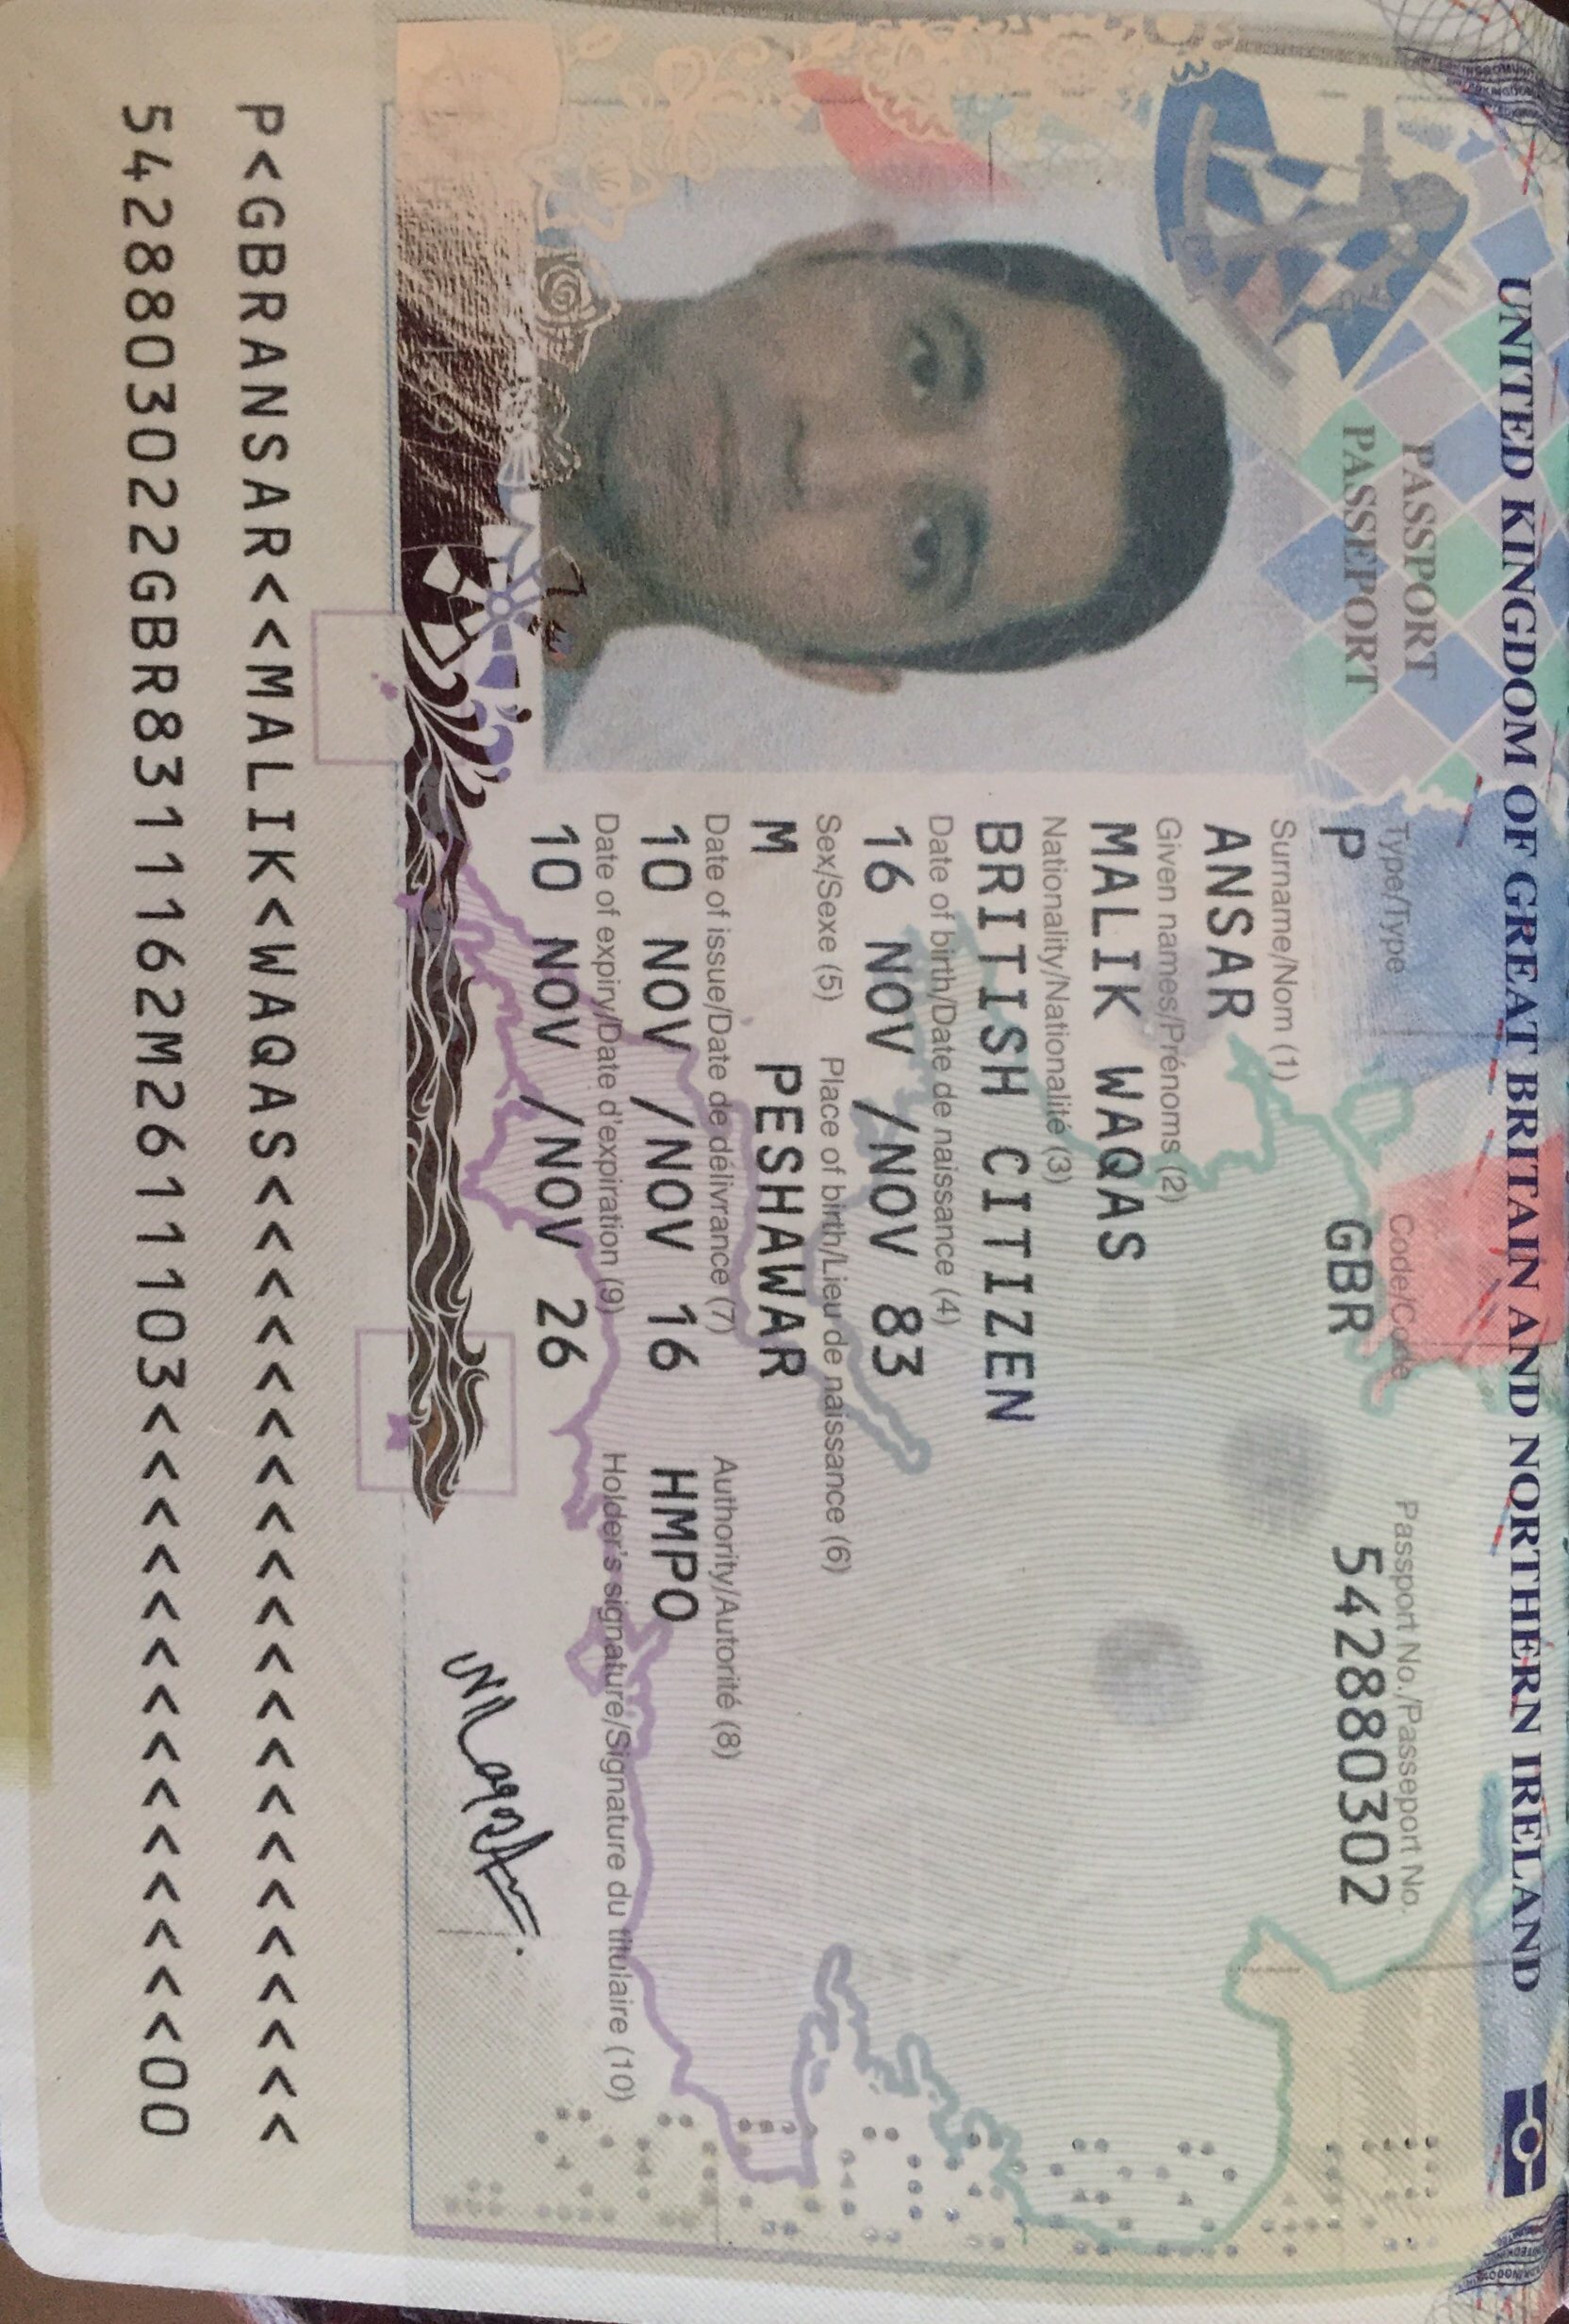 UNITED KINGDOM OF GREAT BRITAIN AND NORTHERN IRELAND
PASSPORT
PASSEPORT
Type/Type
Code/Code
Passport No./Passeport No.
P
GBR
542880302
Surname/Nom (1)
ANSAR
Given names/Prénoms (2)
MALIK WAQAS
Nationality/Nationalité (3)
BRITISH CITIZEN
Date of birth/Date de naissance (4)
16 NOV /NOV 83
Sex/Sexe (5)
Place of birth/Lieu de naissance (6)
M
PESHAWAR
Date of issue/Date de délivrance (7)
Authority/Autorité (8)
10 NOV /NOV 16
HMPO
Date of expiry/Date d'expiration (9)
Holder's signature/Signature du titulaire (10)
10 NOV /NOV 26
P<GBRANSAR<<MALIK<WAQAS<<<<<<<<<<<<<<<<<<<<<
5428803022GBR8311162M2611103<<<<<<<<<<<<<<00